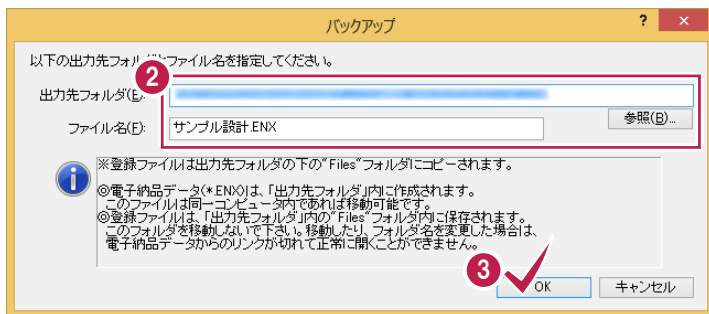 バックアップ
? ×
以下の出力先フォルダとファイル名を指定してください。
2
出力先フォルダ(E):
参照(B)...
ファイル名(F): サンプル設計.ENX
※登録ファイルは出力先フォルダの下の"Files"フォルダにコピーされます。
◎電子納品データ(*.ENX)は、「出力先フォルダ」内に作成されます。
このファイルは同一コンピュータ内であれば移動可能です。
◎登録ファイルは、「出力先フォルダ」内の"Files"フォルダ内に保存されます。
このフォルダを移動しないで下さい。移動したり、フォルダ名を変更した場合は、
電子納品データからのリンクが切れて正常に開くことができません。
3
OK キャンセル